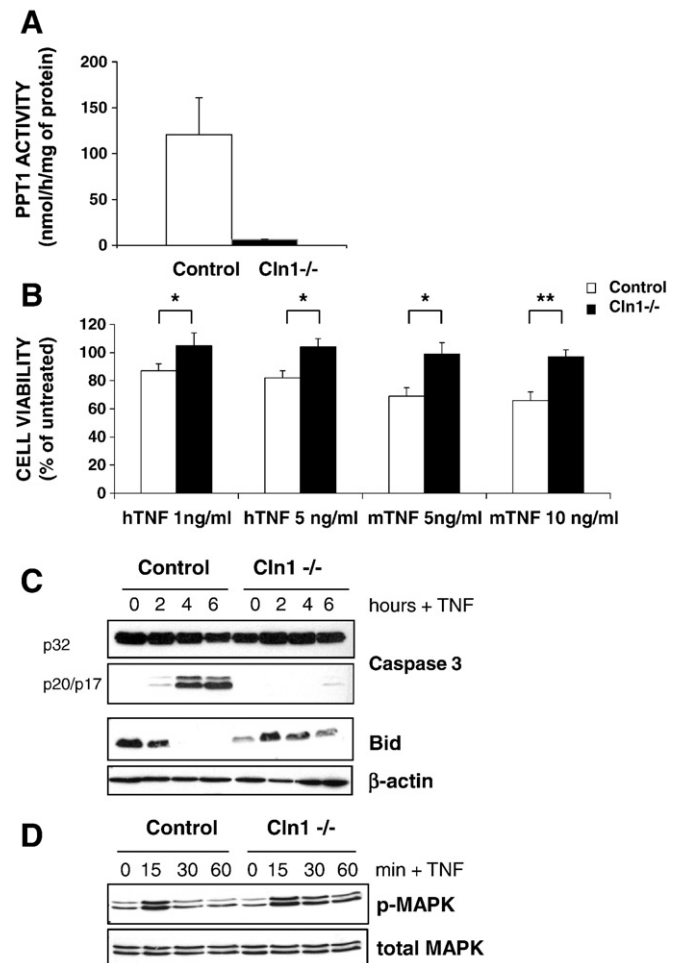 A
PPT1 ACTIVITY
(nmol/h/mg of protein)
200
150
100
50
0
Control Cln1-/-
B
Control
Cln1-/-
* * * **
CELL VIABILITY
(% of untreated)
120
100
80
60
40
20
0
hTNF 1ng/ml hTNF 5 ng/ml mTNF 5ng/ml mTNF 10 ng/ml
C
Control Cln1 -/-
0 2 4 6 0 2 4 6 hours + TNF
p32
Caspase 3
p20/p17
Bid
β-actin
D
Control Cln1 -/-
0 15 30 60 0 15 30 60 min + TNF
p-MAPK
total MAPK